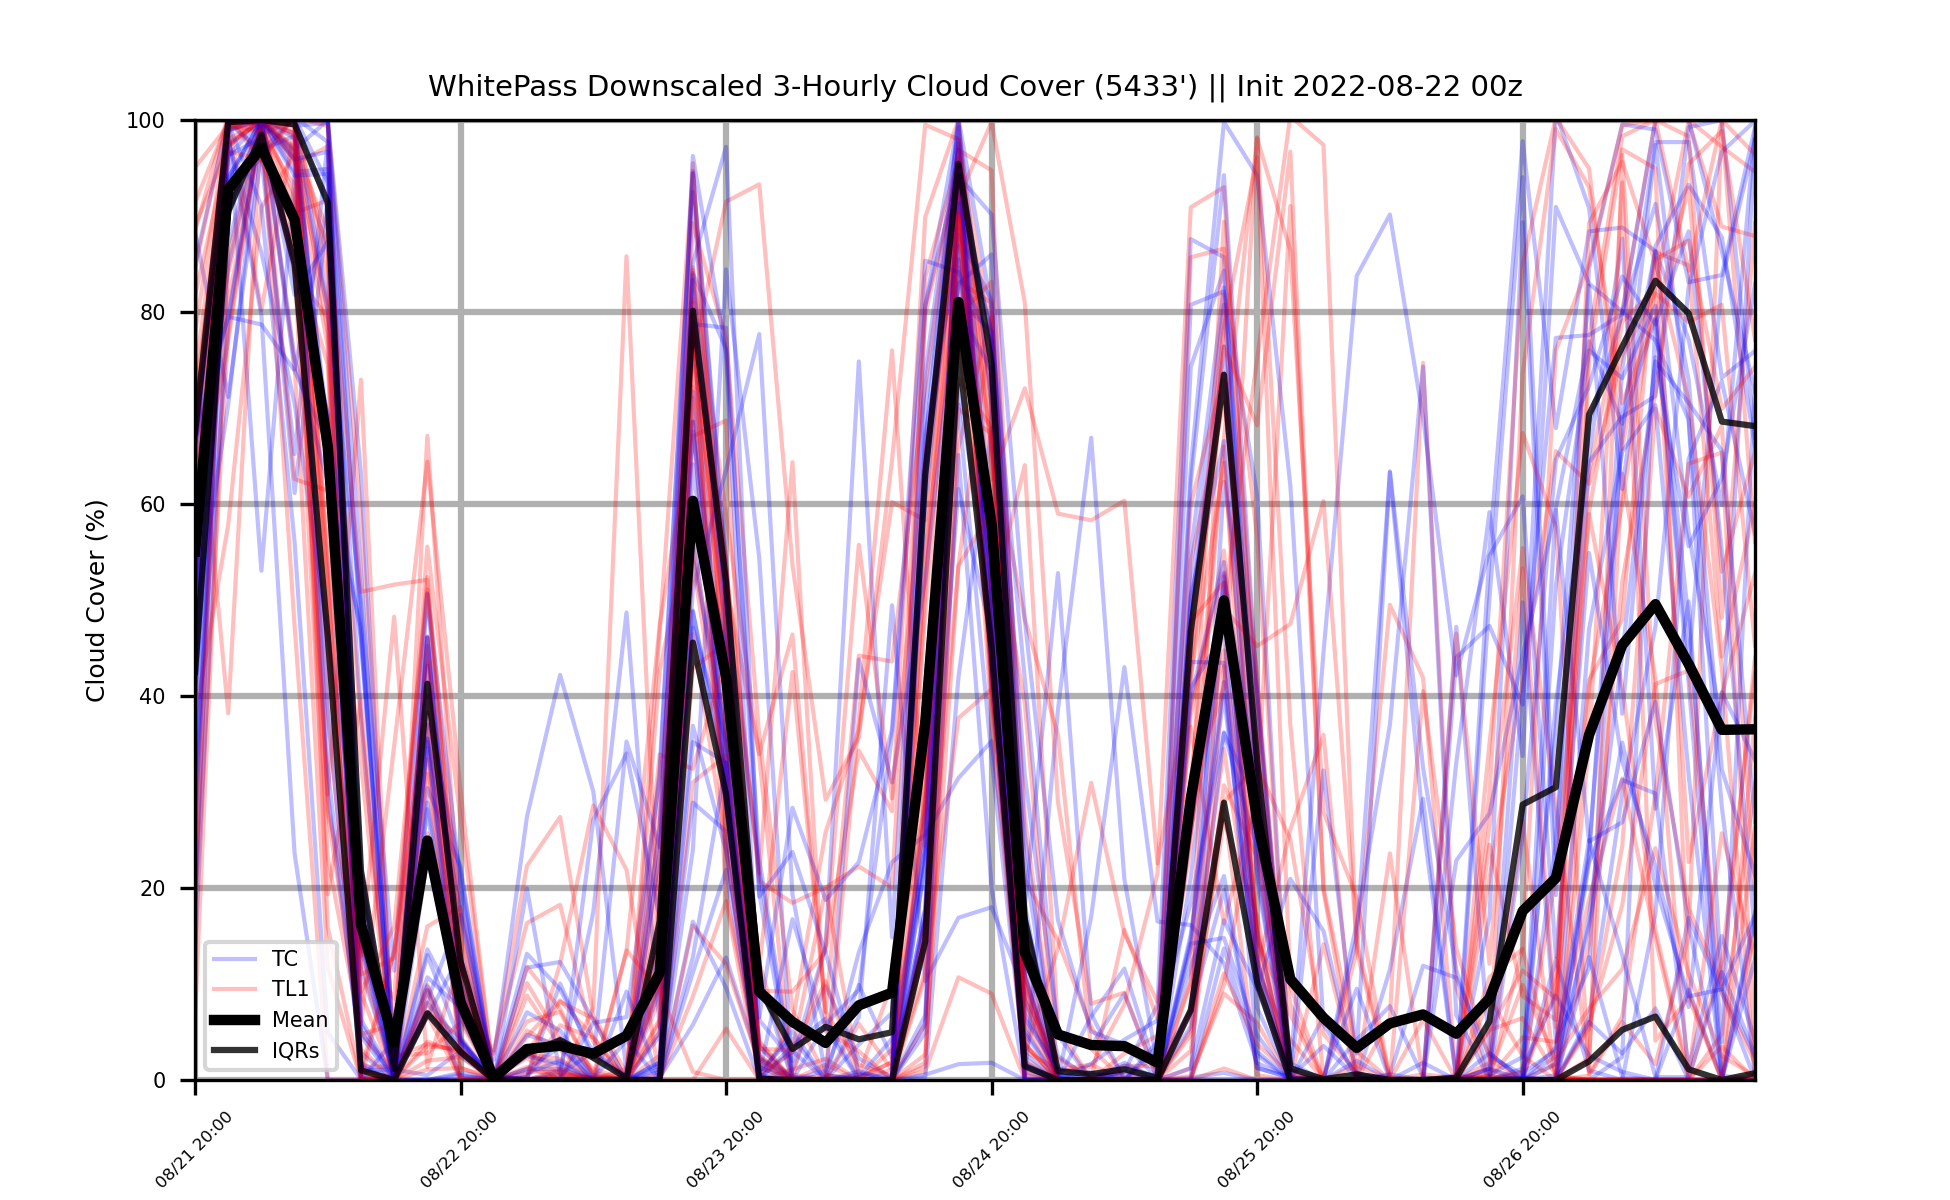 WhitePass Downscaled 3-Hourly Cloud Cover (5433') || Init 2022-08-22 00z
Cloud Cover (%)
100
80
60
40
20
0
TC
TL1
Mean
IQRs
08/21 20:00
08/22 20:00
08/23 20:00
08/24 20:00
08/25 20:00
08/26 20:00